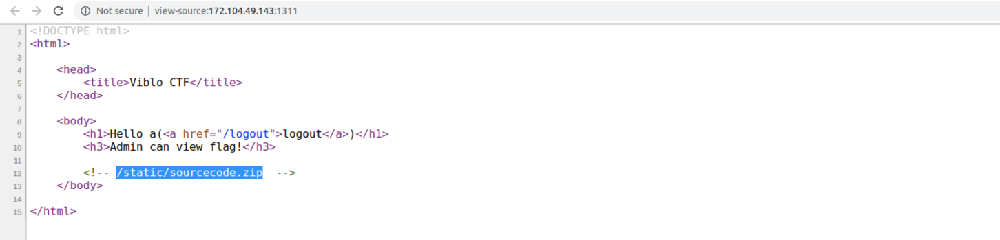 Not secure | view-source:172.104.49.143:1311
1 <!DOCTYPE html>
2 <html>
3
4 <head>
5 <title>Viblo CTF</title>
6 </head>
7
8 <body>
9 <h1>Hello a(<a href="/logout">logout</a>)</h1>
10 <h3>Admin can view flag!</h3>
11
12 <!-- /static/sourcecode.zip  -->
13 </body>
14
15 </html>